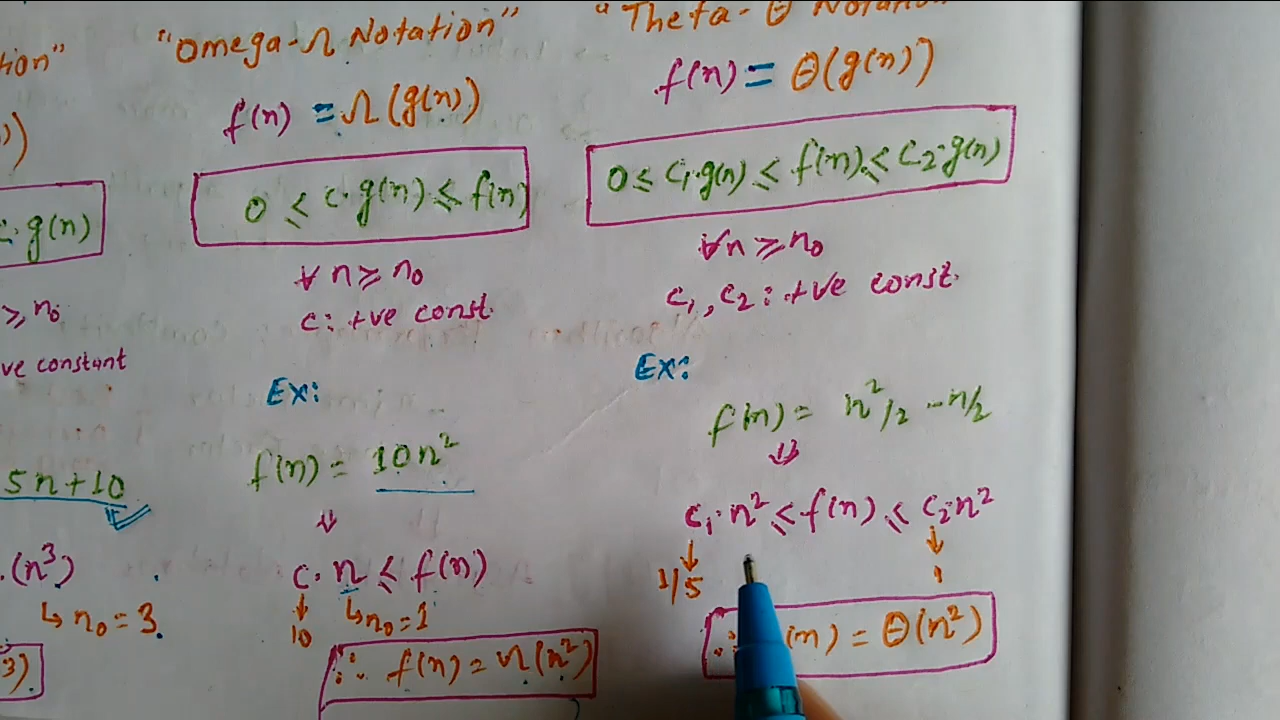 tion"
)
c.g(n)
≥ n₀
ve constant
5n+10
.(n³)
↳ n₀ = 3
3)
"Omega-Ω Notation"
f(n) = Ω(g(n))
0 ≤ c.g(n) ≤ f(n)
∀ n ≥ n₀
c: +ve const.
Ex:
f(n) = 10n²
⇓
c. n ≤ f(n)
↓ ↳n₀=1
10
∴ f(n) = Ω(n²)
"Theta-Θ Notation
f(n) = Θ(g(n))
0 ≤ c₁.g(n) ≤ f(n) ≤ c₂.g(n)
∀n ≥ n₀
c₁, c₂ : +ve const.
Ex:
f(n) = n²/2 - n/2
⇓
c₁.n² ≤ f(n) ≤ c₂.n²
↓ ↓
1/5 1
∴ (n) = Θ(n²)